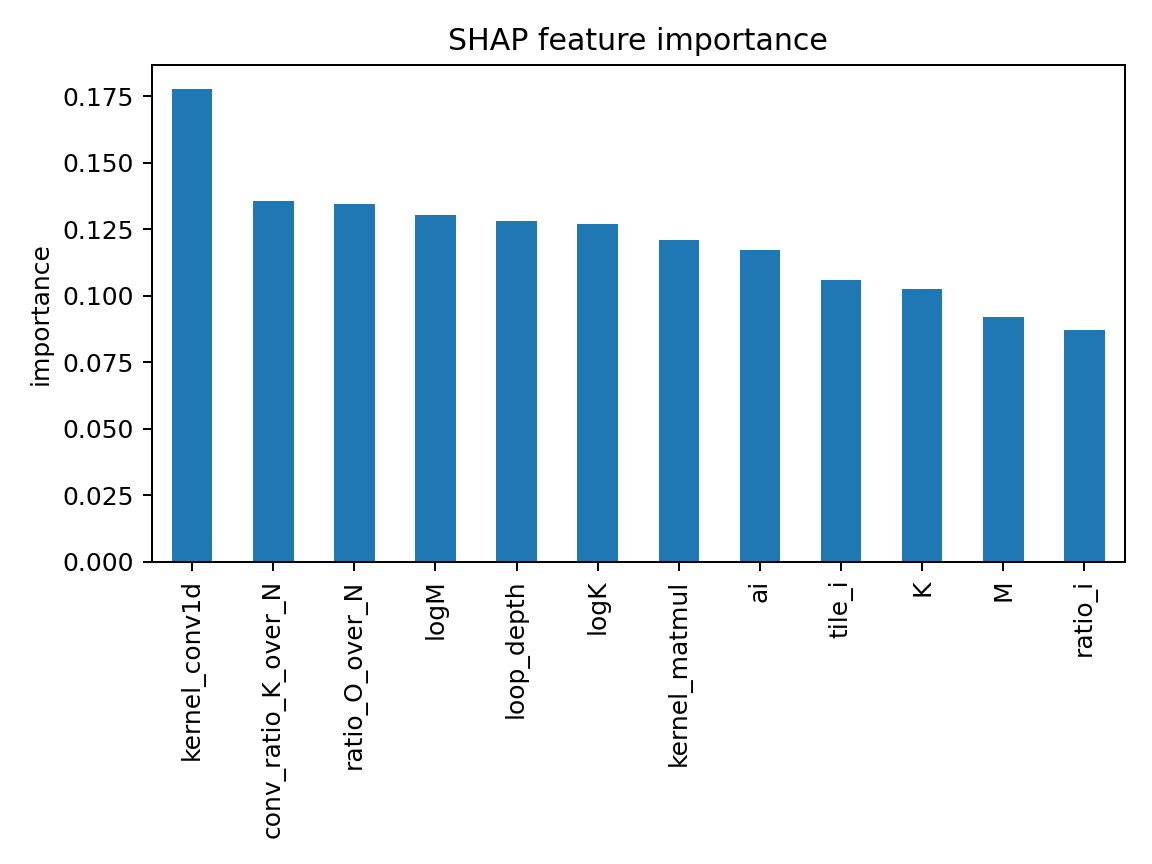 SHAP feature importance
importance
0.175
0.150
0.125
0.100
0.075
0.050
0.025
0.000
kernel_conv1d
conv_ratio_K_over_N
ratio_O_over_N
logM
loop_depth
logK
kernel_matmul
ai
tile_i
K
M
ratio_i